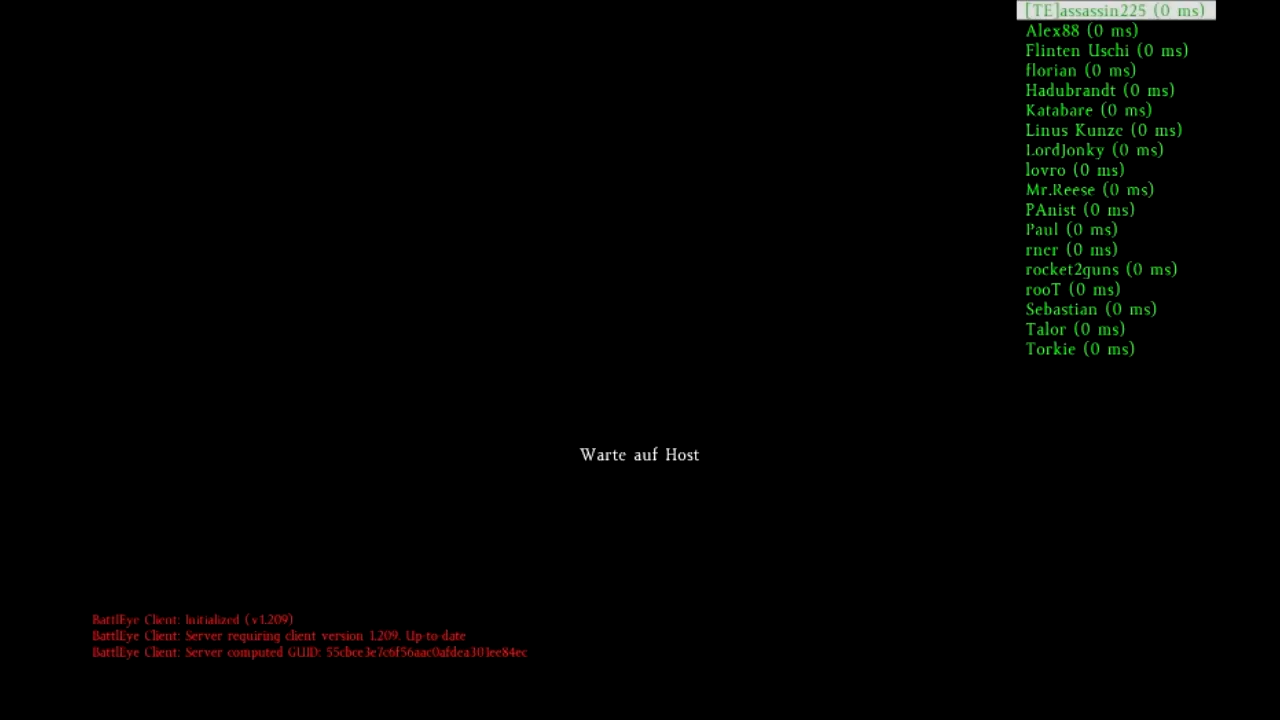 [TE]assassin225 (0 ms)
Alex88 (0 ms)
Flinten Uschi (0 ms)
florian (0 ms)
Hadubrandt (0 ms)
Katabare (0 ms)
Linus Kunze (0 ms)
LordJonky (0 ms)
lovro (0 ms)
Mr.Reese (0 ms)
PAnist (0 ms)
Paul (0 ms)
rner (0 ms)
rocket2guns (0 ms)
rooT (0 ms)
Sebastian (0 ms)
Talor (0 ms)
Torkie (0 ms)
Warte auf Host
BattlEye Client: Initialized (v1.209)
BattlEye Client: Server requiring client version 1.209. Up to date
BattlEye Client: Server computed GUID: 55cbce3e7c6f56aac0afdea301ee84ec